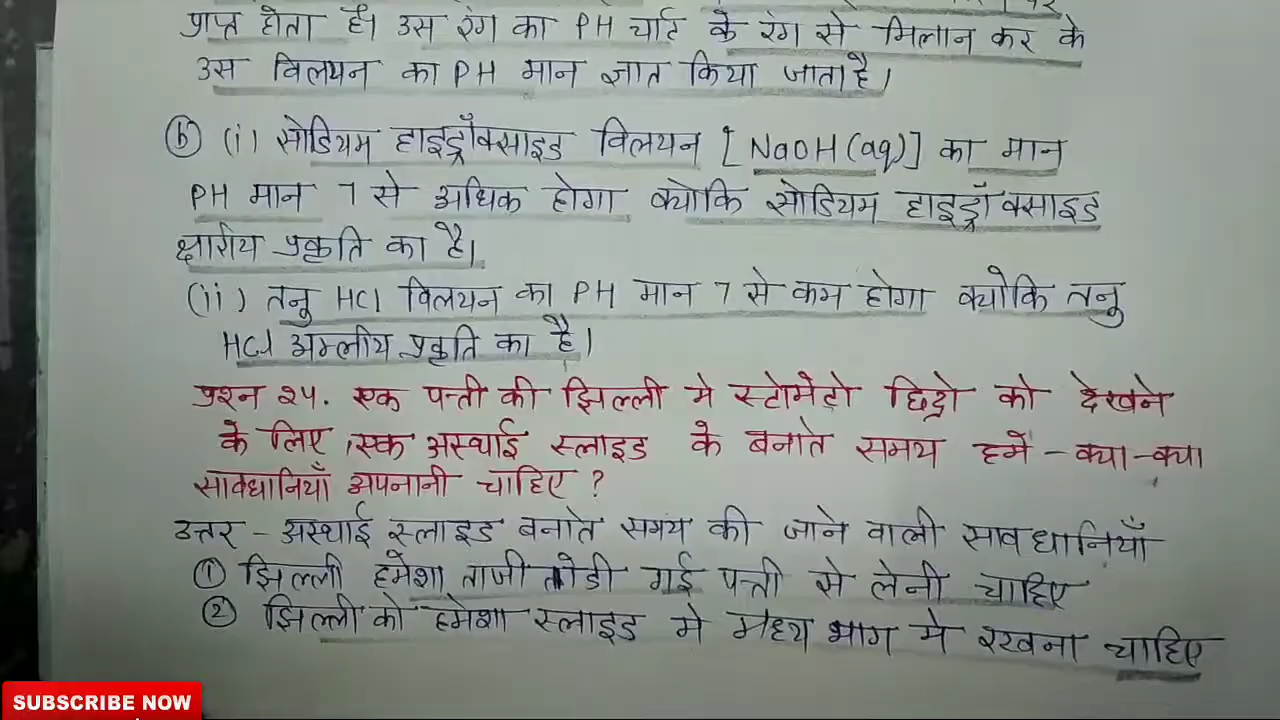 प्राप्त होता है। उस रंग का PH चार्ट के रंग से मिलान कर के
उस विलयन का PH मान ज्ञात किया जाता है।
ⓑ (i) सोडियम हाइड्रॉक्साइड विलयन [NaOH(aq)] का मान
PH मान 7 से अधिक होगा क्योकि सोडियम हाइड्रॉक्साइड
क्षारीय प्रकृति का है।
(ii) तनु HCl विलयन का PH मान 7 से कम होगा क्योकि तनु
HCl अम्लीय प्रकृति का है।
प्रश्न २५. एक पत्ती की झिल्ली मे स्टोमेटो छिद्रो को देखने
के लिए, एक अस्थाई स्लाइड के बनाते समय हमें - क्या-क्या
सावधानियाँ अपनानी चाहिए ?
उत्तर - अस्थाई स्लाइड बनाते समय की जाने वाली सावधानियाँ
① झिल्ली हमेशा ताजी तोडी गई पत्ती से लेनी चाहिए
② झिल्ली को हमेशा स्लाइड मे मध्य भाग मे रखना चाहिए
SUBSCRIBE NOW